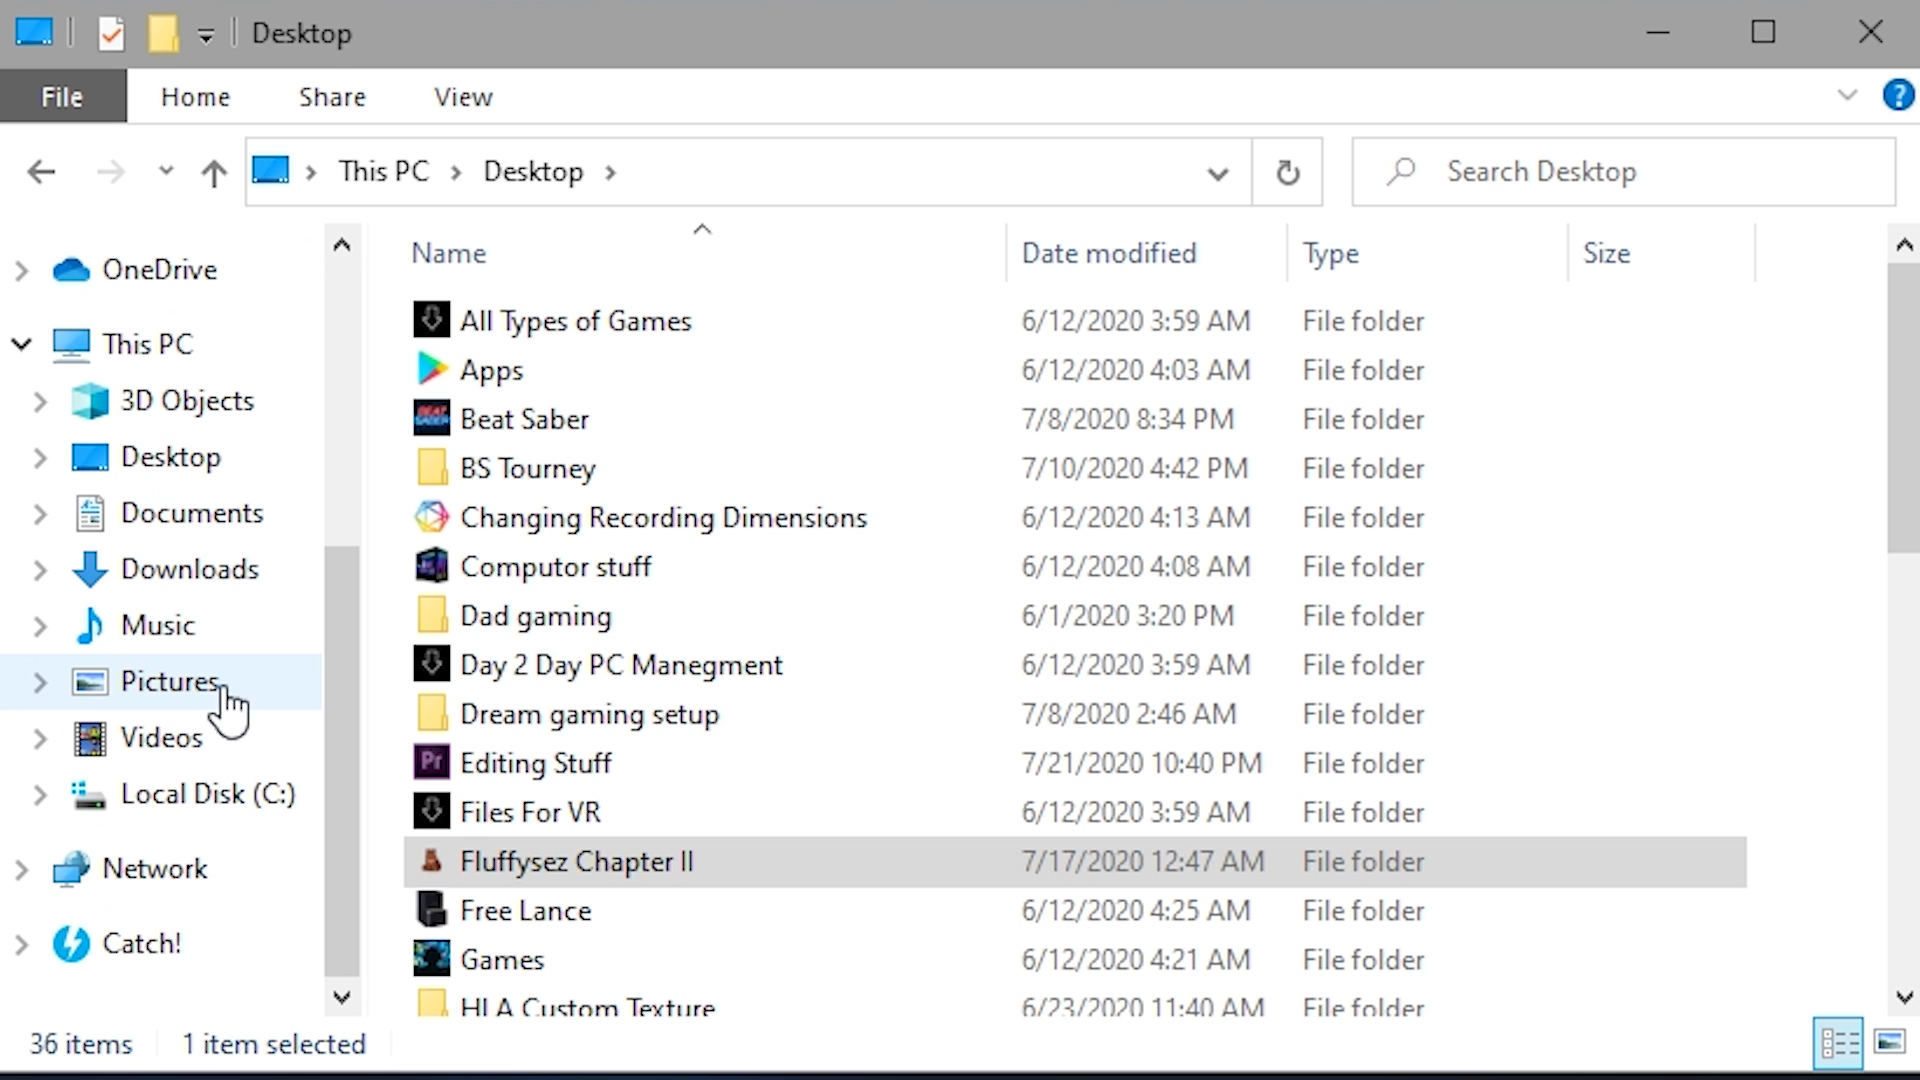 Desktop
File Home Share View
This PC Desktop Search Desktop
Name Date modified Type Size
OneDrive
This PC
3D Objects
Desktop
Documents
Downloads
Music
Pictures
Videos
Local Disk (C:)
Network
Catch!
All Types of Games 6/12/2020 3:59 AM File folder
Apps 6/12/2020 4:03 AM File folder
Beat Saber 7/8/2020 8:34 PM File folder
BS Tourney 7/10/2020 4:42 PM File folder
Changing Recording Dimensions 6/12/2020 4:13 AM File folder
Computor stuff 6/12/2020 4:08 AM File folder
Dad gaming 6/1/2020 3:20 PM File folder
Day 2 Day PC Manegment 6/12/2020 3:59 AM File folder
Dream gaming setup 7/8/2020 2:46 AM File folder
Pr Editing Stuff 7/21/2020 10:40 PM File folder
Files For VR 6/12/2020 3:59 AM File folder
Fluffysez Chapter II 7/17/2020 12:47 AM File folder
Free Lance 6/12/2020 4:25 AM File folder
Games 6/12/2020 4:21 AM File folder
HLA Custom Texture 6/23/2020 11:40 AM File folder
36 items 1 item selected